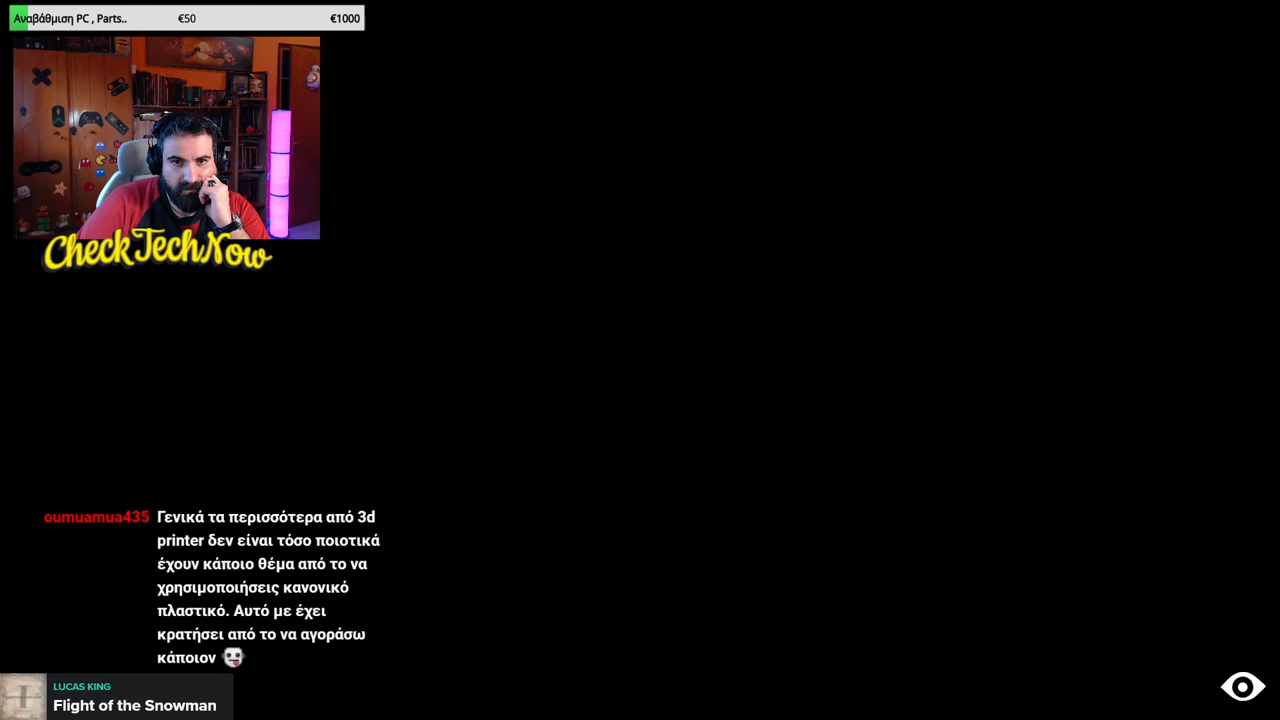 Αναβάθμιση PC , Parts.. €50 €1000
CheckTechNow
oumuamua435 Γενικά τα περισσότερα από 3d
printer δεν είναι τόσο ποιοτικά
έχουν κάποιο θέμα από το να
χρησιμοποιήσεις κανονικό
πλαστικό. Αυτό με έχει
κρατήσει από το να αγοράσω
κάποιον
LUCAS KING
Flight of the Snowman